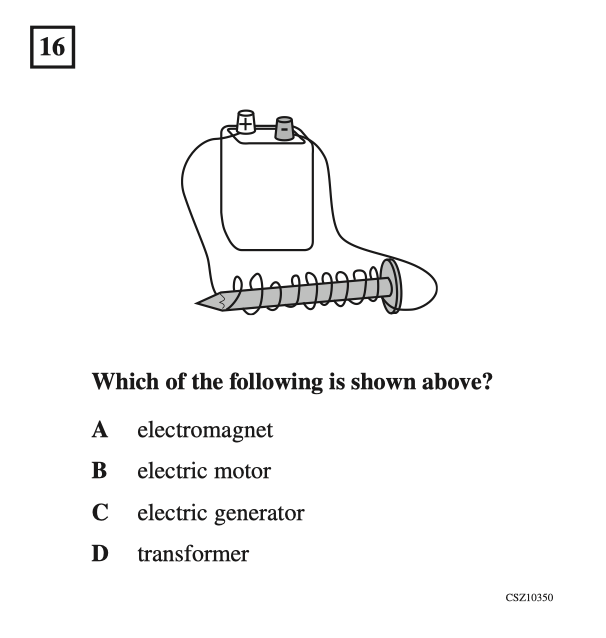 16
+
-
Which of the following is shown above?
A electromagnet
B electric motor
C electric generator
D transformer
CSZ10350